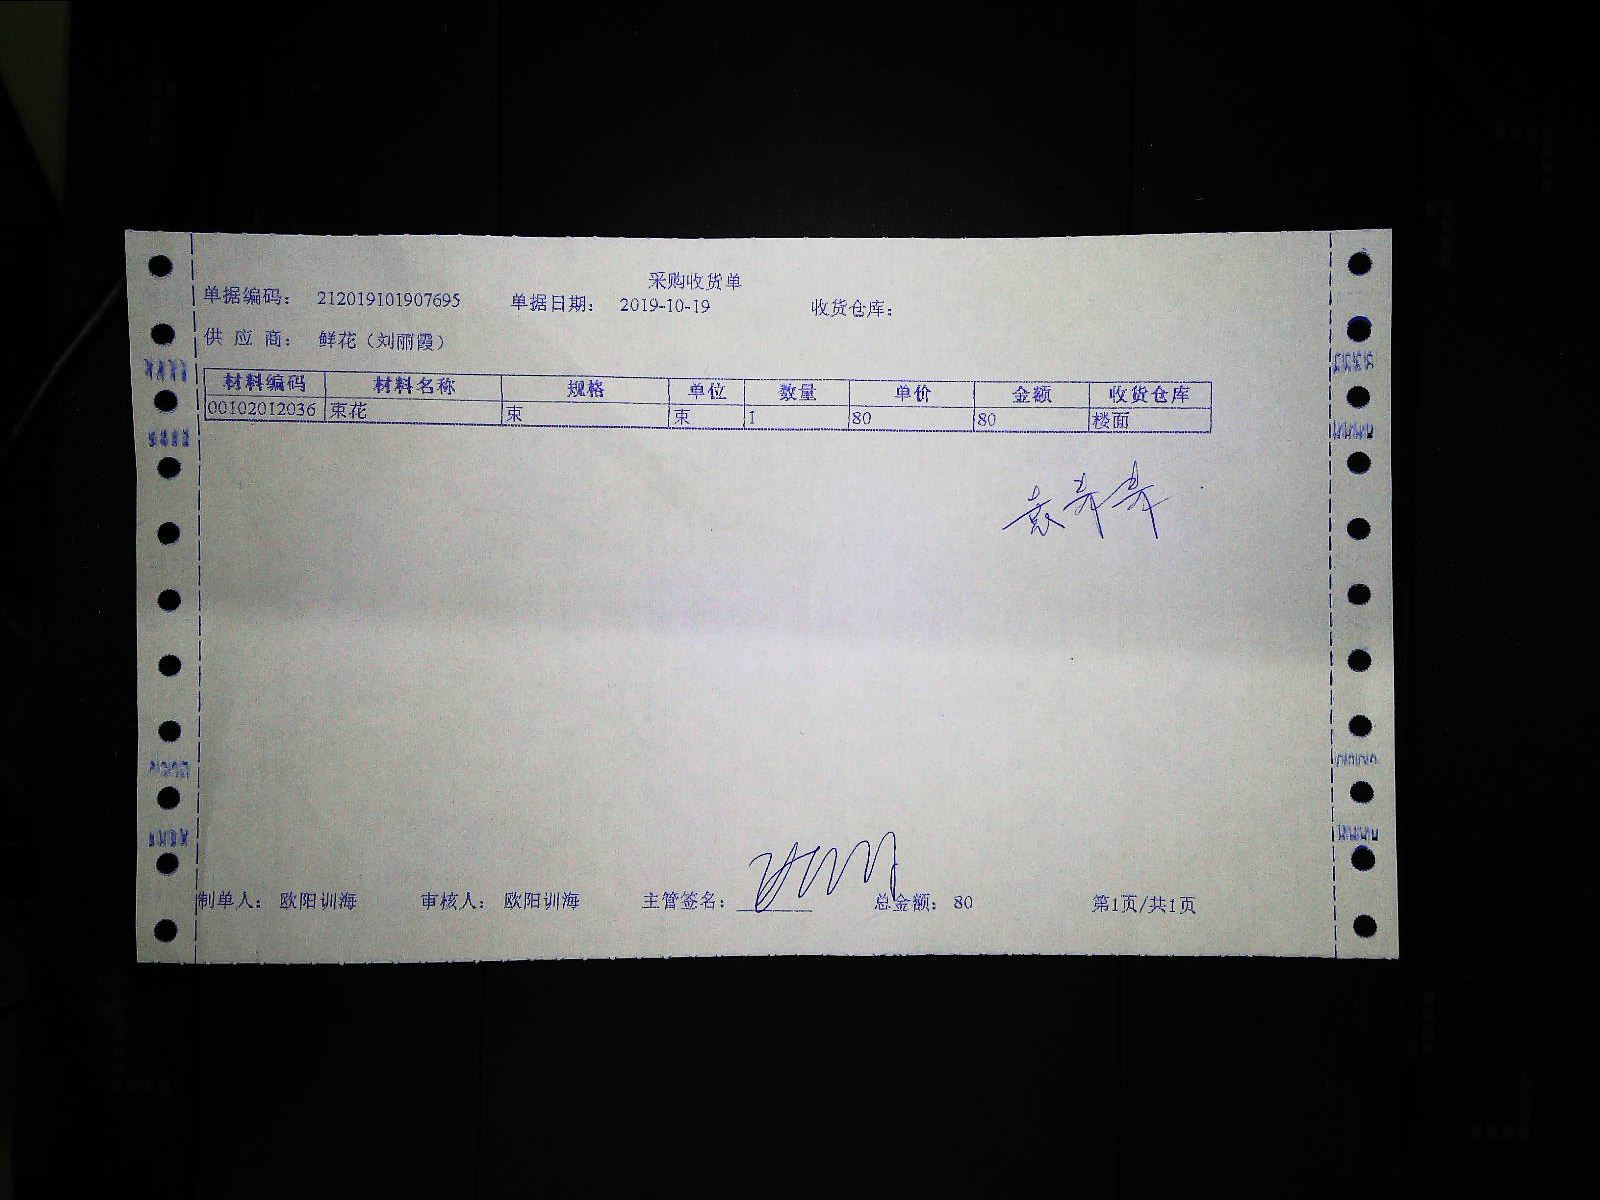 采购收货单
单据编码： 212019101907695 单据日期： 2019-10-19 收货仓库：
供 应 商： 鲜花（刘丽霞）
材料编码 材料名称 规格 单位 数量 单价 金额 收货仓库
00102012036 束花 束 束 1 80 80 楼面
制单人： 欧阳训海 审核人： 欧阳训海 主管签名： 总金额： 80 第1页/共1页